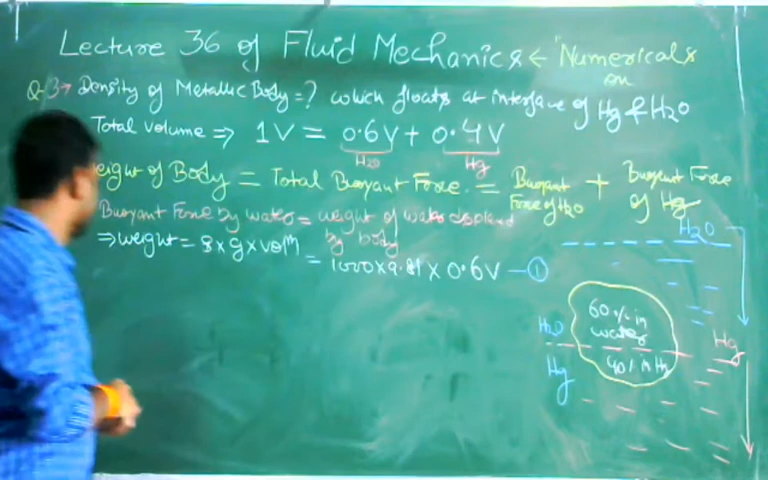 Lecture 36 of Fluid Mechanics ← "Numericals
on
Q-3→ Density of Metallic Body = ? which floats at interface of Hg & H2O
Total volume ⇒ 1V = 0.6V + 0.4V
H2O Hg
eight of Body = Total Buoyant Force. = Buoyant Force of H2O + Buoyant Force of Hg
Buoyant Force by water = weight of water displaced by body
⇒ weight = ρ × g × volm = 1000×9.81 × 0.6V —①
H2O
60% in
water
H2O
Hg
40% in Hg
Hg